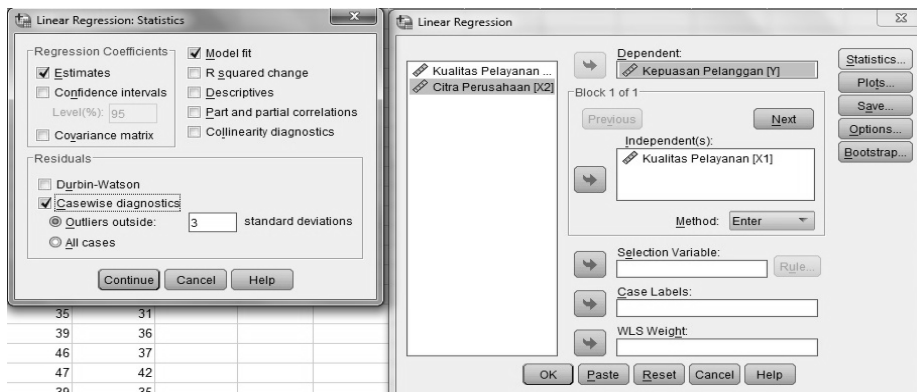 Linear Regression: Statistics
Regression Coefficients
Estimates
Confidence intervals
Level(%): 95
Covariance matrix
Model fit
R squared change
Descriptives
Part and partial correlations
Collinearity diagnostics
Residuals
Durbin-Watson
Casewise diagnostics
Outliers outside: 3 standard deviations
All cases
Continue Cancel Help
35 31
39 36
46 37
47 42
39 35
Linear Regression
Kualitas Pelayanan ...
Citra Perusahaan [X2]
Dependent:
Kepuasan Pelanggan [Y]
Block 1 of 1
Previous Next
Independent(s):
Kualitas Pelayanan [X1]
Method: Enter
Selection Variable:
Rule...
Case Labels:
WLS Weight:
Statistics...
Plots...
Save...
Options...
Bootstrap...
OK Paste Reset Cancel Help